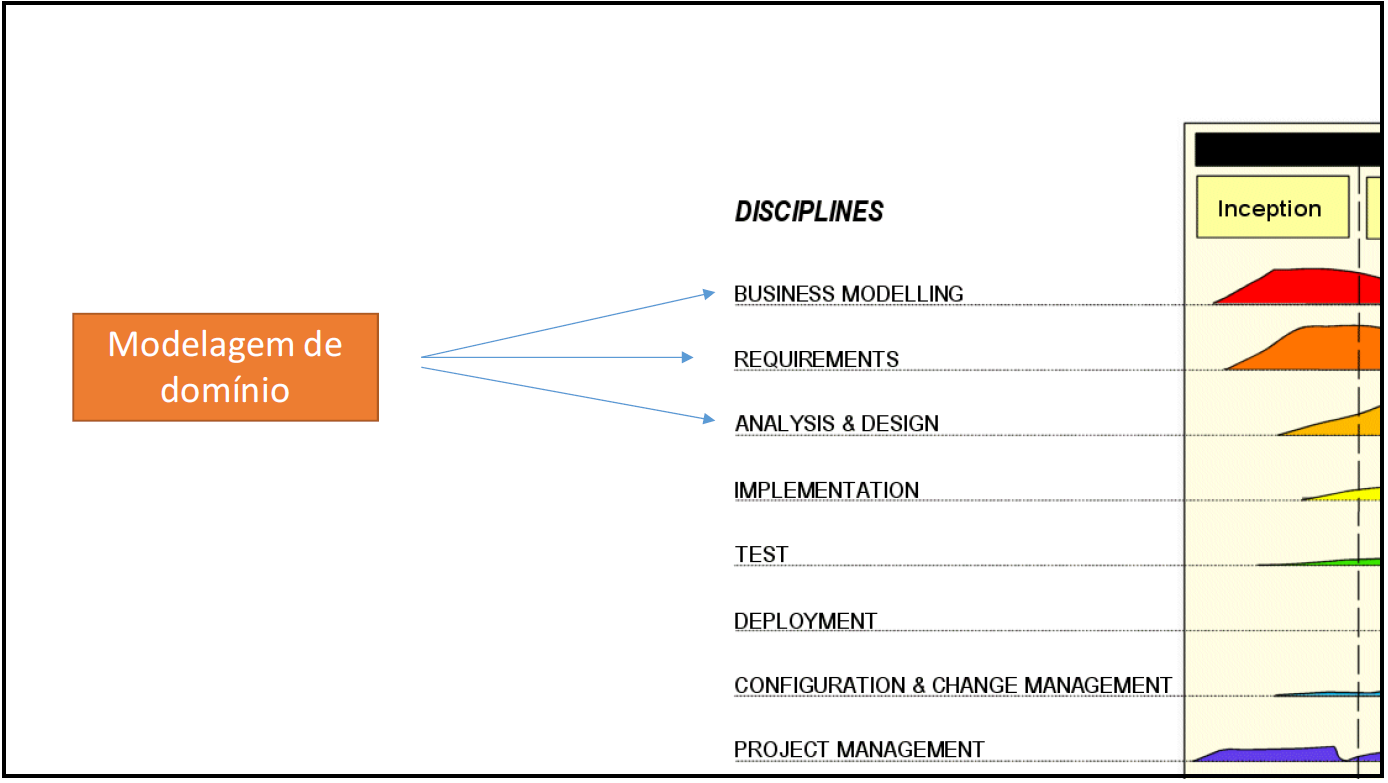 Modelagem de
domínio
DISCIPLINES
Inception
BUSINESS MODELLING
REQUIREMENTS
ANALYSIS & DESIGN
IMPLEMENTATION
TEST
DEPLOYMENT
CONFIGURATION & CHANGE MANAGEMENT
PROJECT MANAGEMENT